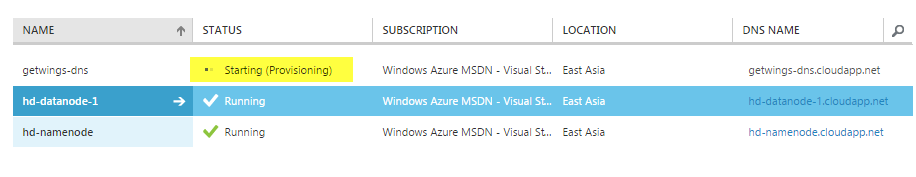 NAME STATUS SUBSCRIPTION LOCATION DNS NAME
getwings-dns Starting (Provisioning) Windows Azure MSDN - Visual St... East Asia getwings-dns.cloudapp.net
hd-datanode-1 Running Windows Azure MSDN - Visual St... East Asia hd-datanode-1.cloudapp.net
hd-namenode Running Windows Azure MSDN - Visual St... East Asia hd-namenode.cloudapp.net